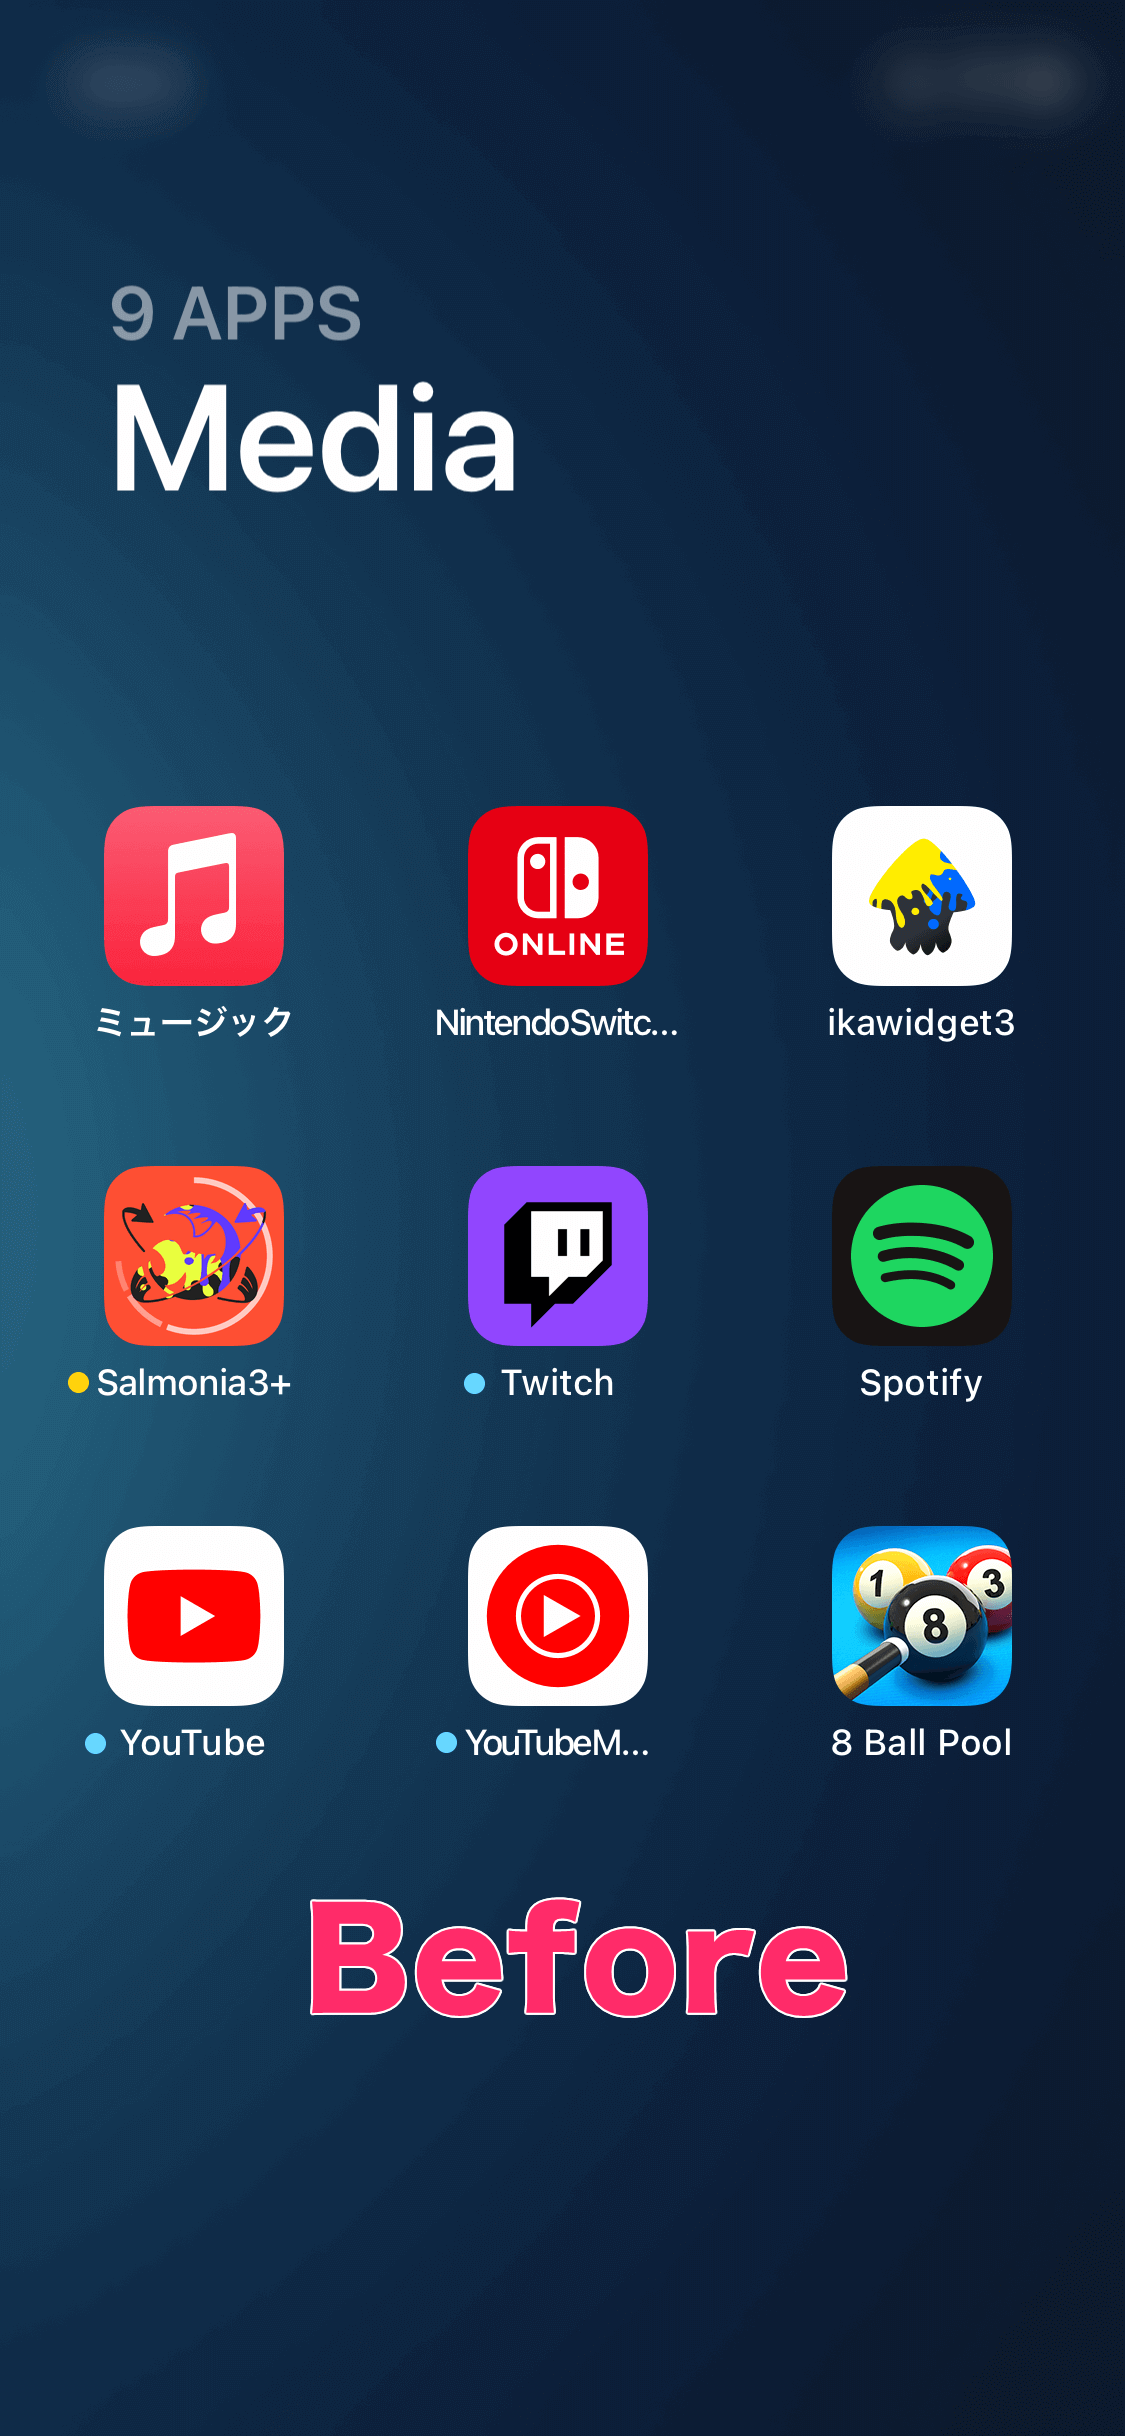 9 APPS
Media
ONLINE
ミュージック
NintendoSwitc...
ikawidget3
Salmonia3+
Twitch
Spotify
1
3
8
YouTube
YouTubeM...
8 Ball Pool
Before